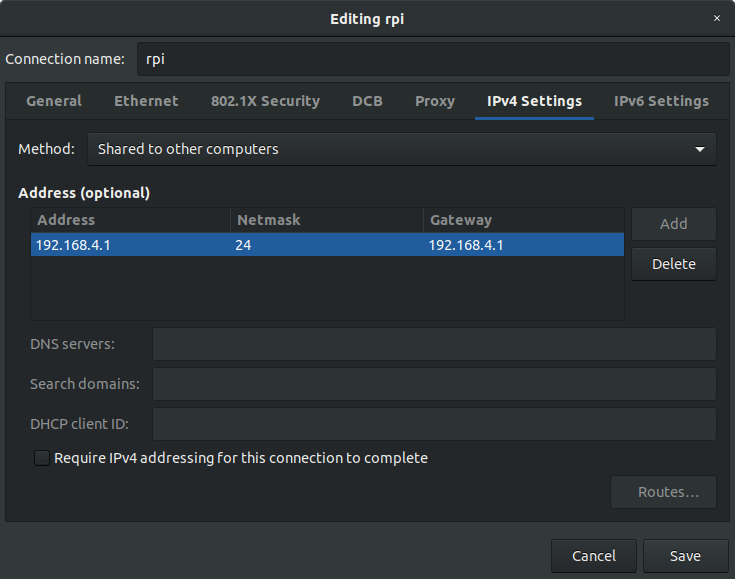 Editing rpi
×
Connection name: rpi
General Ethernet 802.1X Security DCB Proxy IPv4 Settings IPv6 Settings
Method: Shared to other computers
Address (optional)
Address Netmask Gateway
192.168.4.1 24 192.168.4.1
Add
Delete
DNS servers:
Search domains:
DHCP client ID:
Require IPv4 addressing for this connection to complete
Routes…
Cancel Save